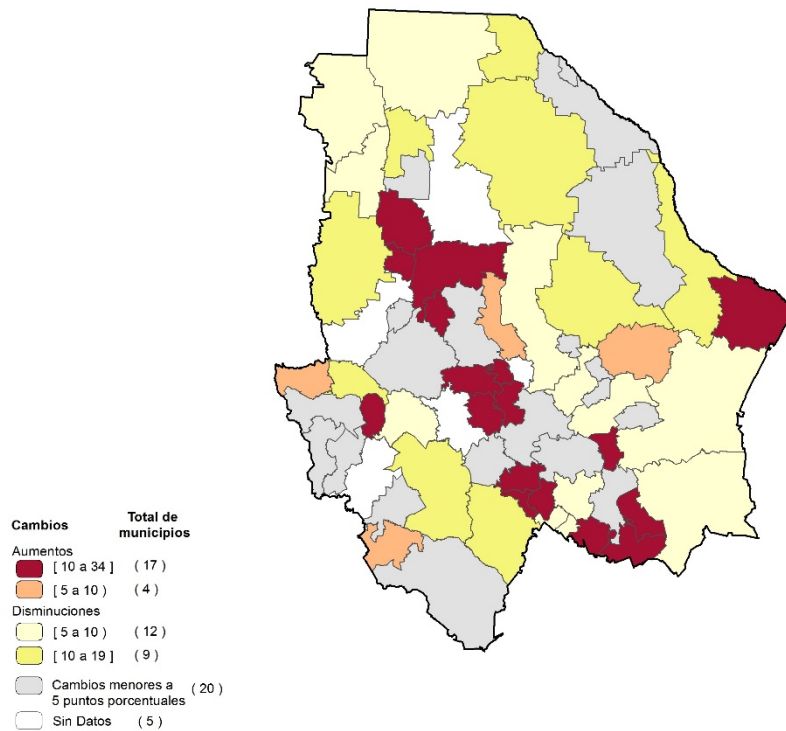 Cambios Total de municipios
Aumentos
[ 10 a 34 ] ( 17 )
[ 5 a 10 ) ( 4 )
Disminuciones
[ 5 a 10 ) ( 12 )
[ 10 a 19 ] ( 9 )
Cambios menores a ( 20 )
5 puntos porcentuales
Sin Datos ( 5 )